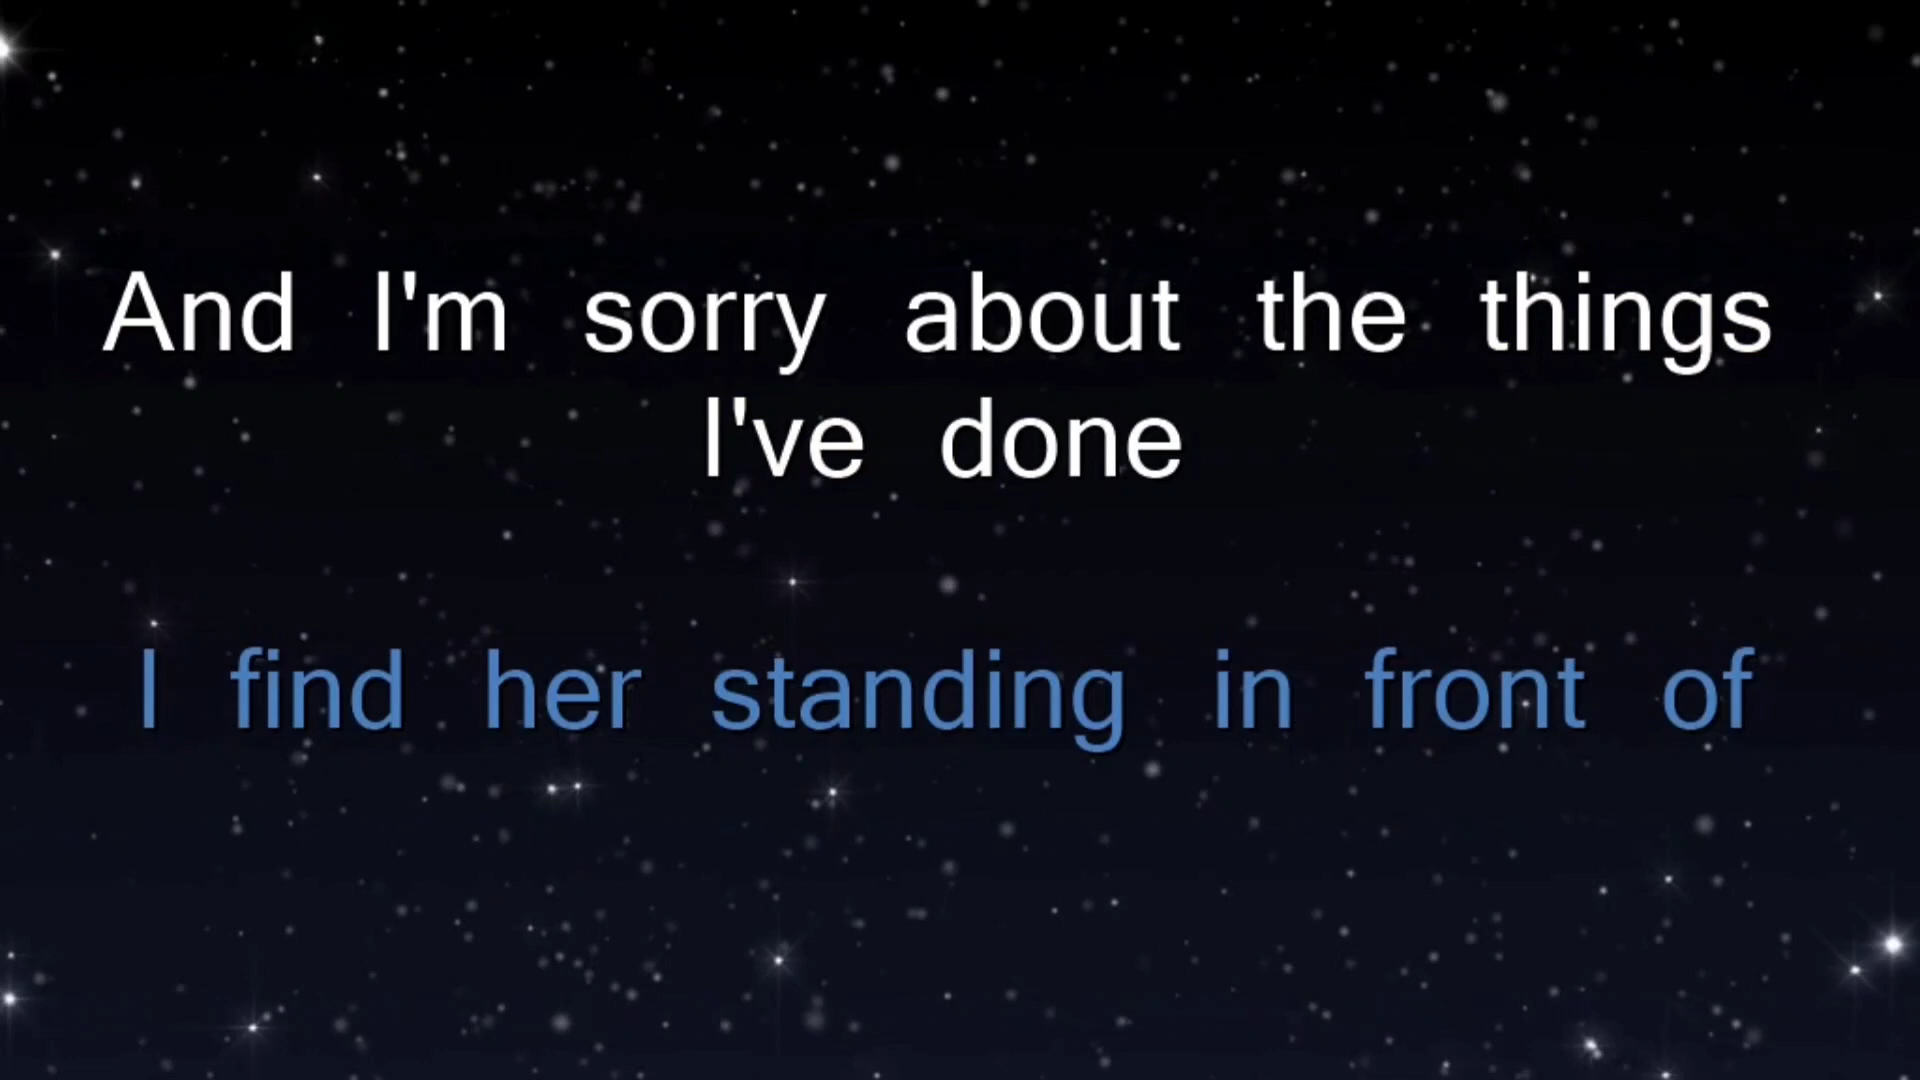 And I'm sorry about the things
I've done
I find her standing in front of